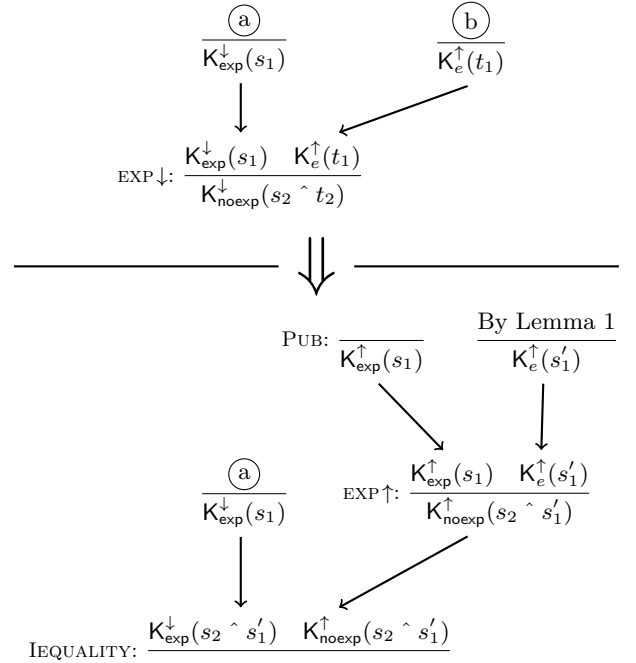 ⓐ ⓑ
K↓exp(s₁) K↑e(t₁)
EXP↓: K↓exp(s₁) K↑e(t₁)
K↓noexp(s₂ ˆ t₂)
By Lemma 1
PUB: K↑exp(s₁) K↑e(s′₁)
ⓐ EXP↑: K↑exp(s₁) K↑e(s′₁)
K↓exp(s₁) K↑noexp(s₂ ˆ s′₁)
IEQUALITY: K↓exp(s₂ ˆ s′₁) K↑noexp(s₂ ˆ s′₁)